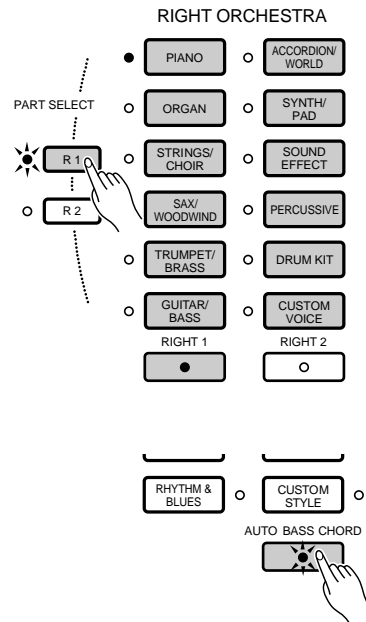 RIGHT ORCHESTRA
PIANO
ACCORDION/
WORLD
PART SELECT
ORGAN
SYNTH/
PAD
R 1
STRINGS/
CHOIR
SOUND
EFFECT
R 2
SAX/
WOODWIND
PERCUSSIVE
TRUMPET/
BRASS
DRUM KIT
GUITAR/
BASS
CUSTOM
VOICE
RIGHT 1
RIGHT 2
RHYTHM &
BLUES
CUSTOM
STYLE
AUTO BASS CHORD